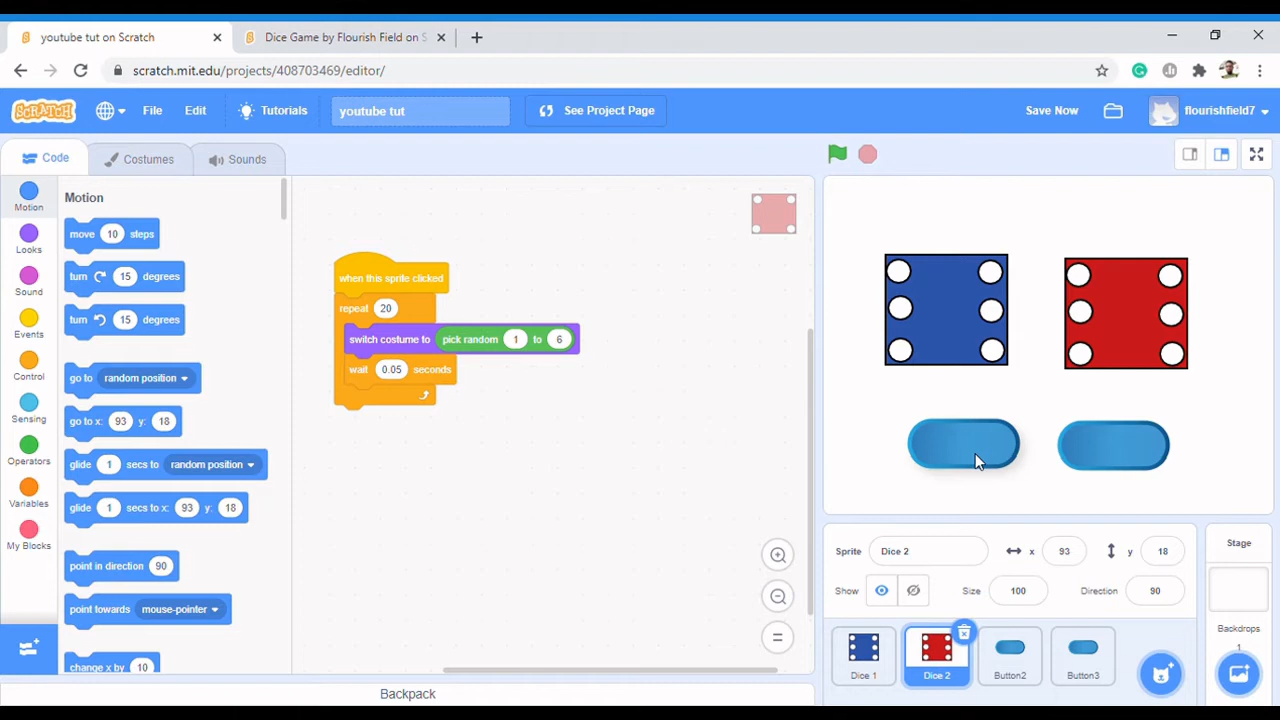 youtube tut on Scratch
Dice Game by Flourish Field on S
scratch.mit.edu/projects/408703469/editor/
SCRATCH File Edit Tutorials youtube tut See Project Page Save Now flourishfield7
Code Costumes Sounds
Motion
Looks
Sound
Events
Control
Sensing
Operators
Variables
My Blocks
Motion
move 10 steps
turn 15 degrees
turn 15 degrees
go to random position
go to x: 93 y: 18
glide 1 secs to random position
glide 1 secs to x: 93 y: 18
point in direction 90
point towards mouse-pointer
change x by 10
when this sprite clicked
repeat 20
switch costume to pick random 1 to 6
wait 0.05 seconds
Backpack
Sprite Dice 2 x 93 y 18
Show Size 100 Direction 90
Dice 1 Dice 2 Button2 Button3
Stage
Backdrops
1